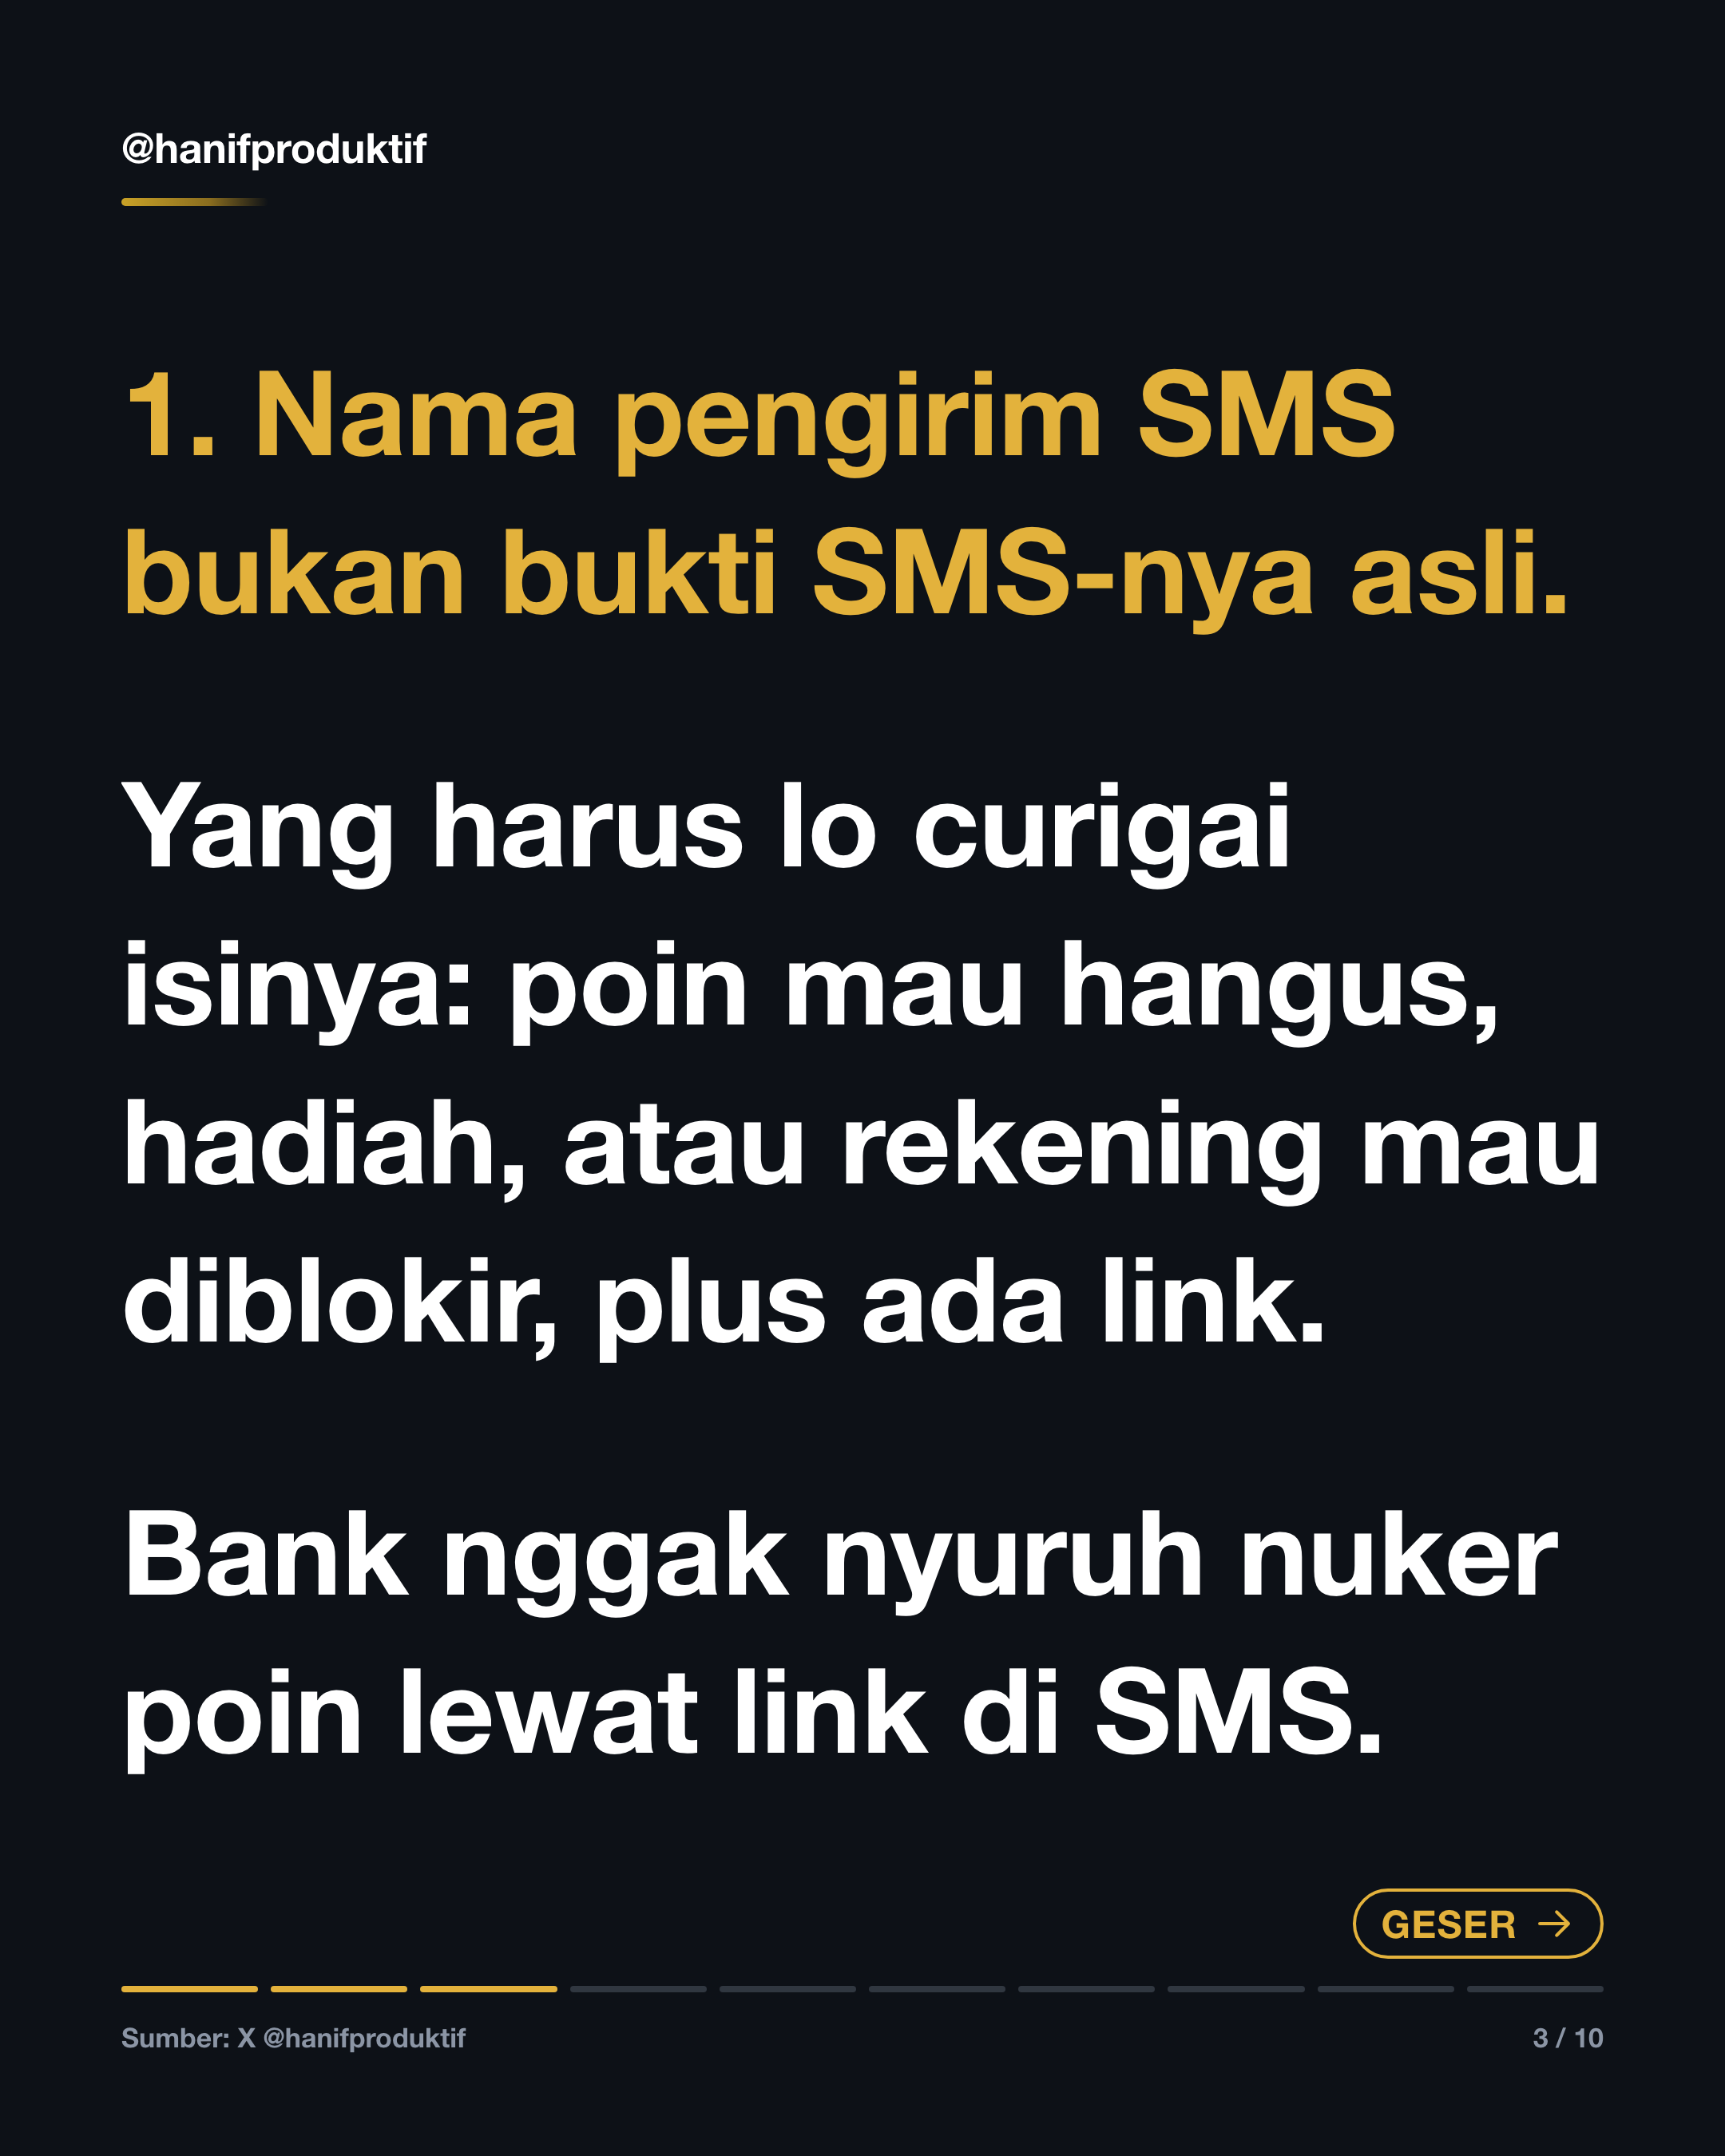 @hanifproduktif
1. Nama pengirim SMS
bukan bukti SMS-nya asli.
Yang harus lo curigai
isinya: poin mau hangus,
hadiah, atau rekening mau
diblokir, plus ada link.
Bank nggak nyuruh nuker
poin lewat link di SMS.
GESER →
Sumber: X @hanifproduktif
3 / 10